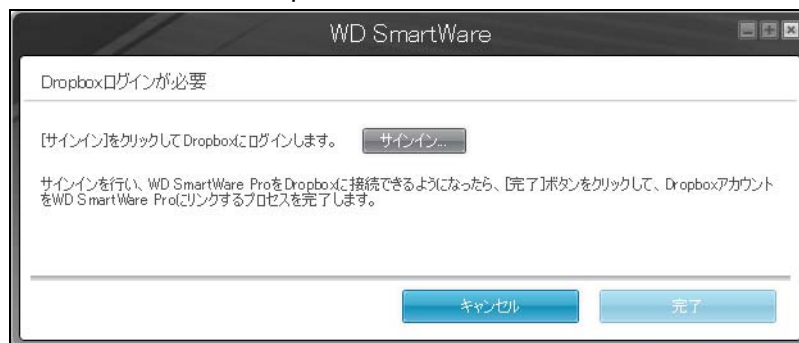 WD SmartWare
Dropboxログインが必要
[サインイン]をクリックしてDropboxにログインします。 サインイン...
サインインを行い、WD SmartWare ProをDropboxに接続できるようになったら、[完了]ボタンをクリックして、Dropboxアカウント
をWD SmartWare Proにリンクするプロセスを完了します。
キャンセル 完了